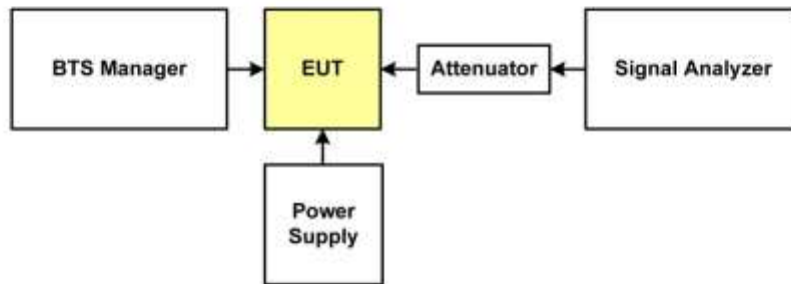 BTS Manager
EUT
Attenuator
Signal Analyzer
Power
Supply